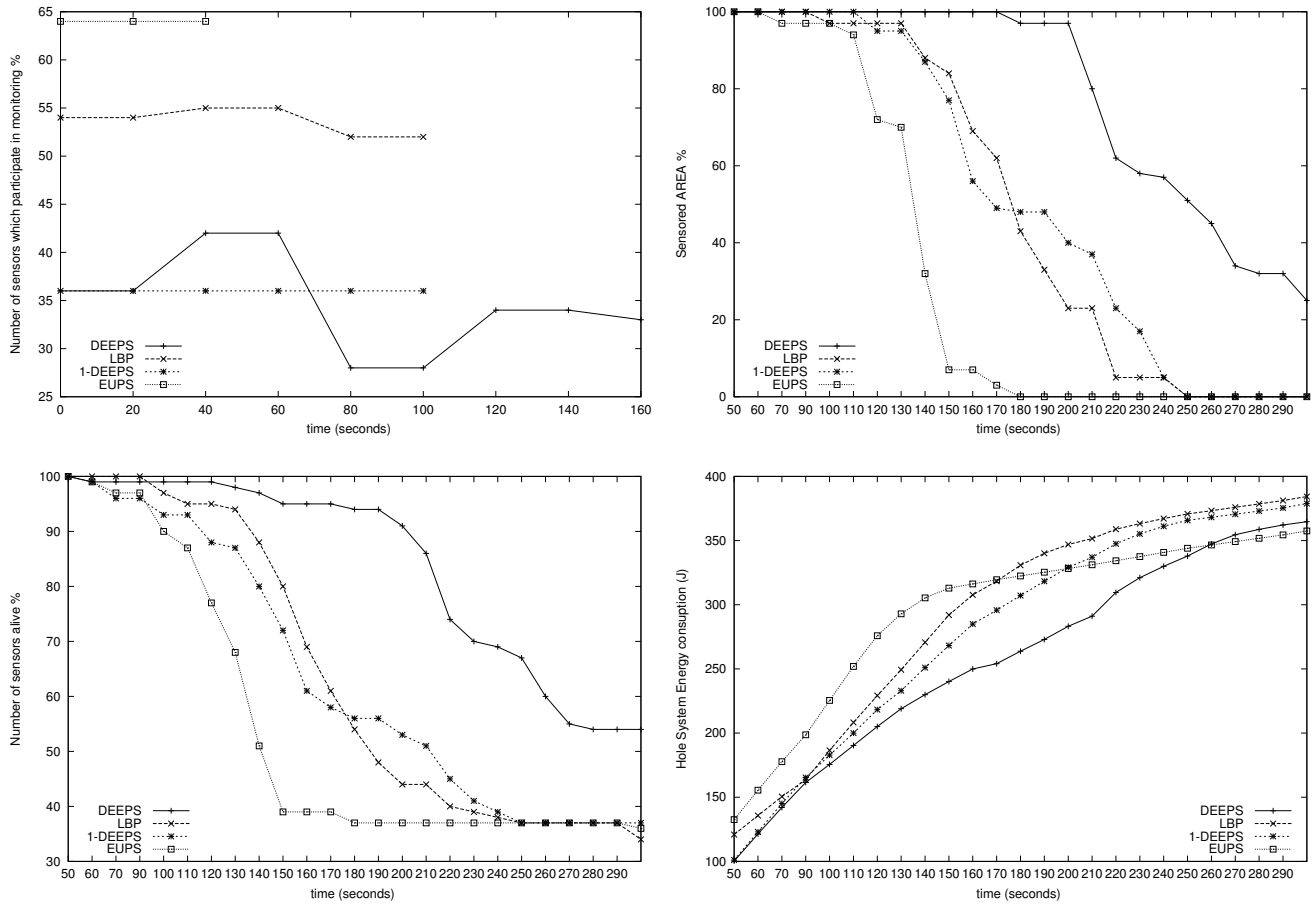 65
60
55
50
45
40
35
30
25
0 20 40 60 80 100 120 140 160
Number of sensors which participate in monitoring %
time (seconds)
DEEPS
LBP
1-DEEPS
EUPS
100
80
60
40
20
0
50 60 70 90 100 110 120 130 140 150 160 170 180 190 200 210 220 230 240 250 260 270 280 290
Sensored AREA %
time (seconds)
DEEPS
LBP
1-DEEPS
EUPS
100
90
80
70
60
50
40
30
50 60 70 90 100 110 120 130 140 150 160 170 180 190 200 210 220 230 240 250 260 270 280 290
Number of sensors alive %
time (seconds)
DEEPS
LBP
1-DEEPS
EUPS
400
350
300
250
200
150
100
50 60 70 90 100 110 120 130 140 150 160 170 180 190 200 210 220 230 240 250 260 270 280 290
Hole System Energy consuption (J)
time (seconds)
DEEPS
LBP
1-DEEPS
EUPS